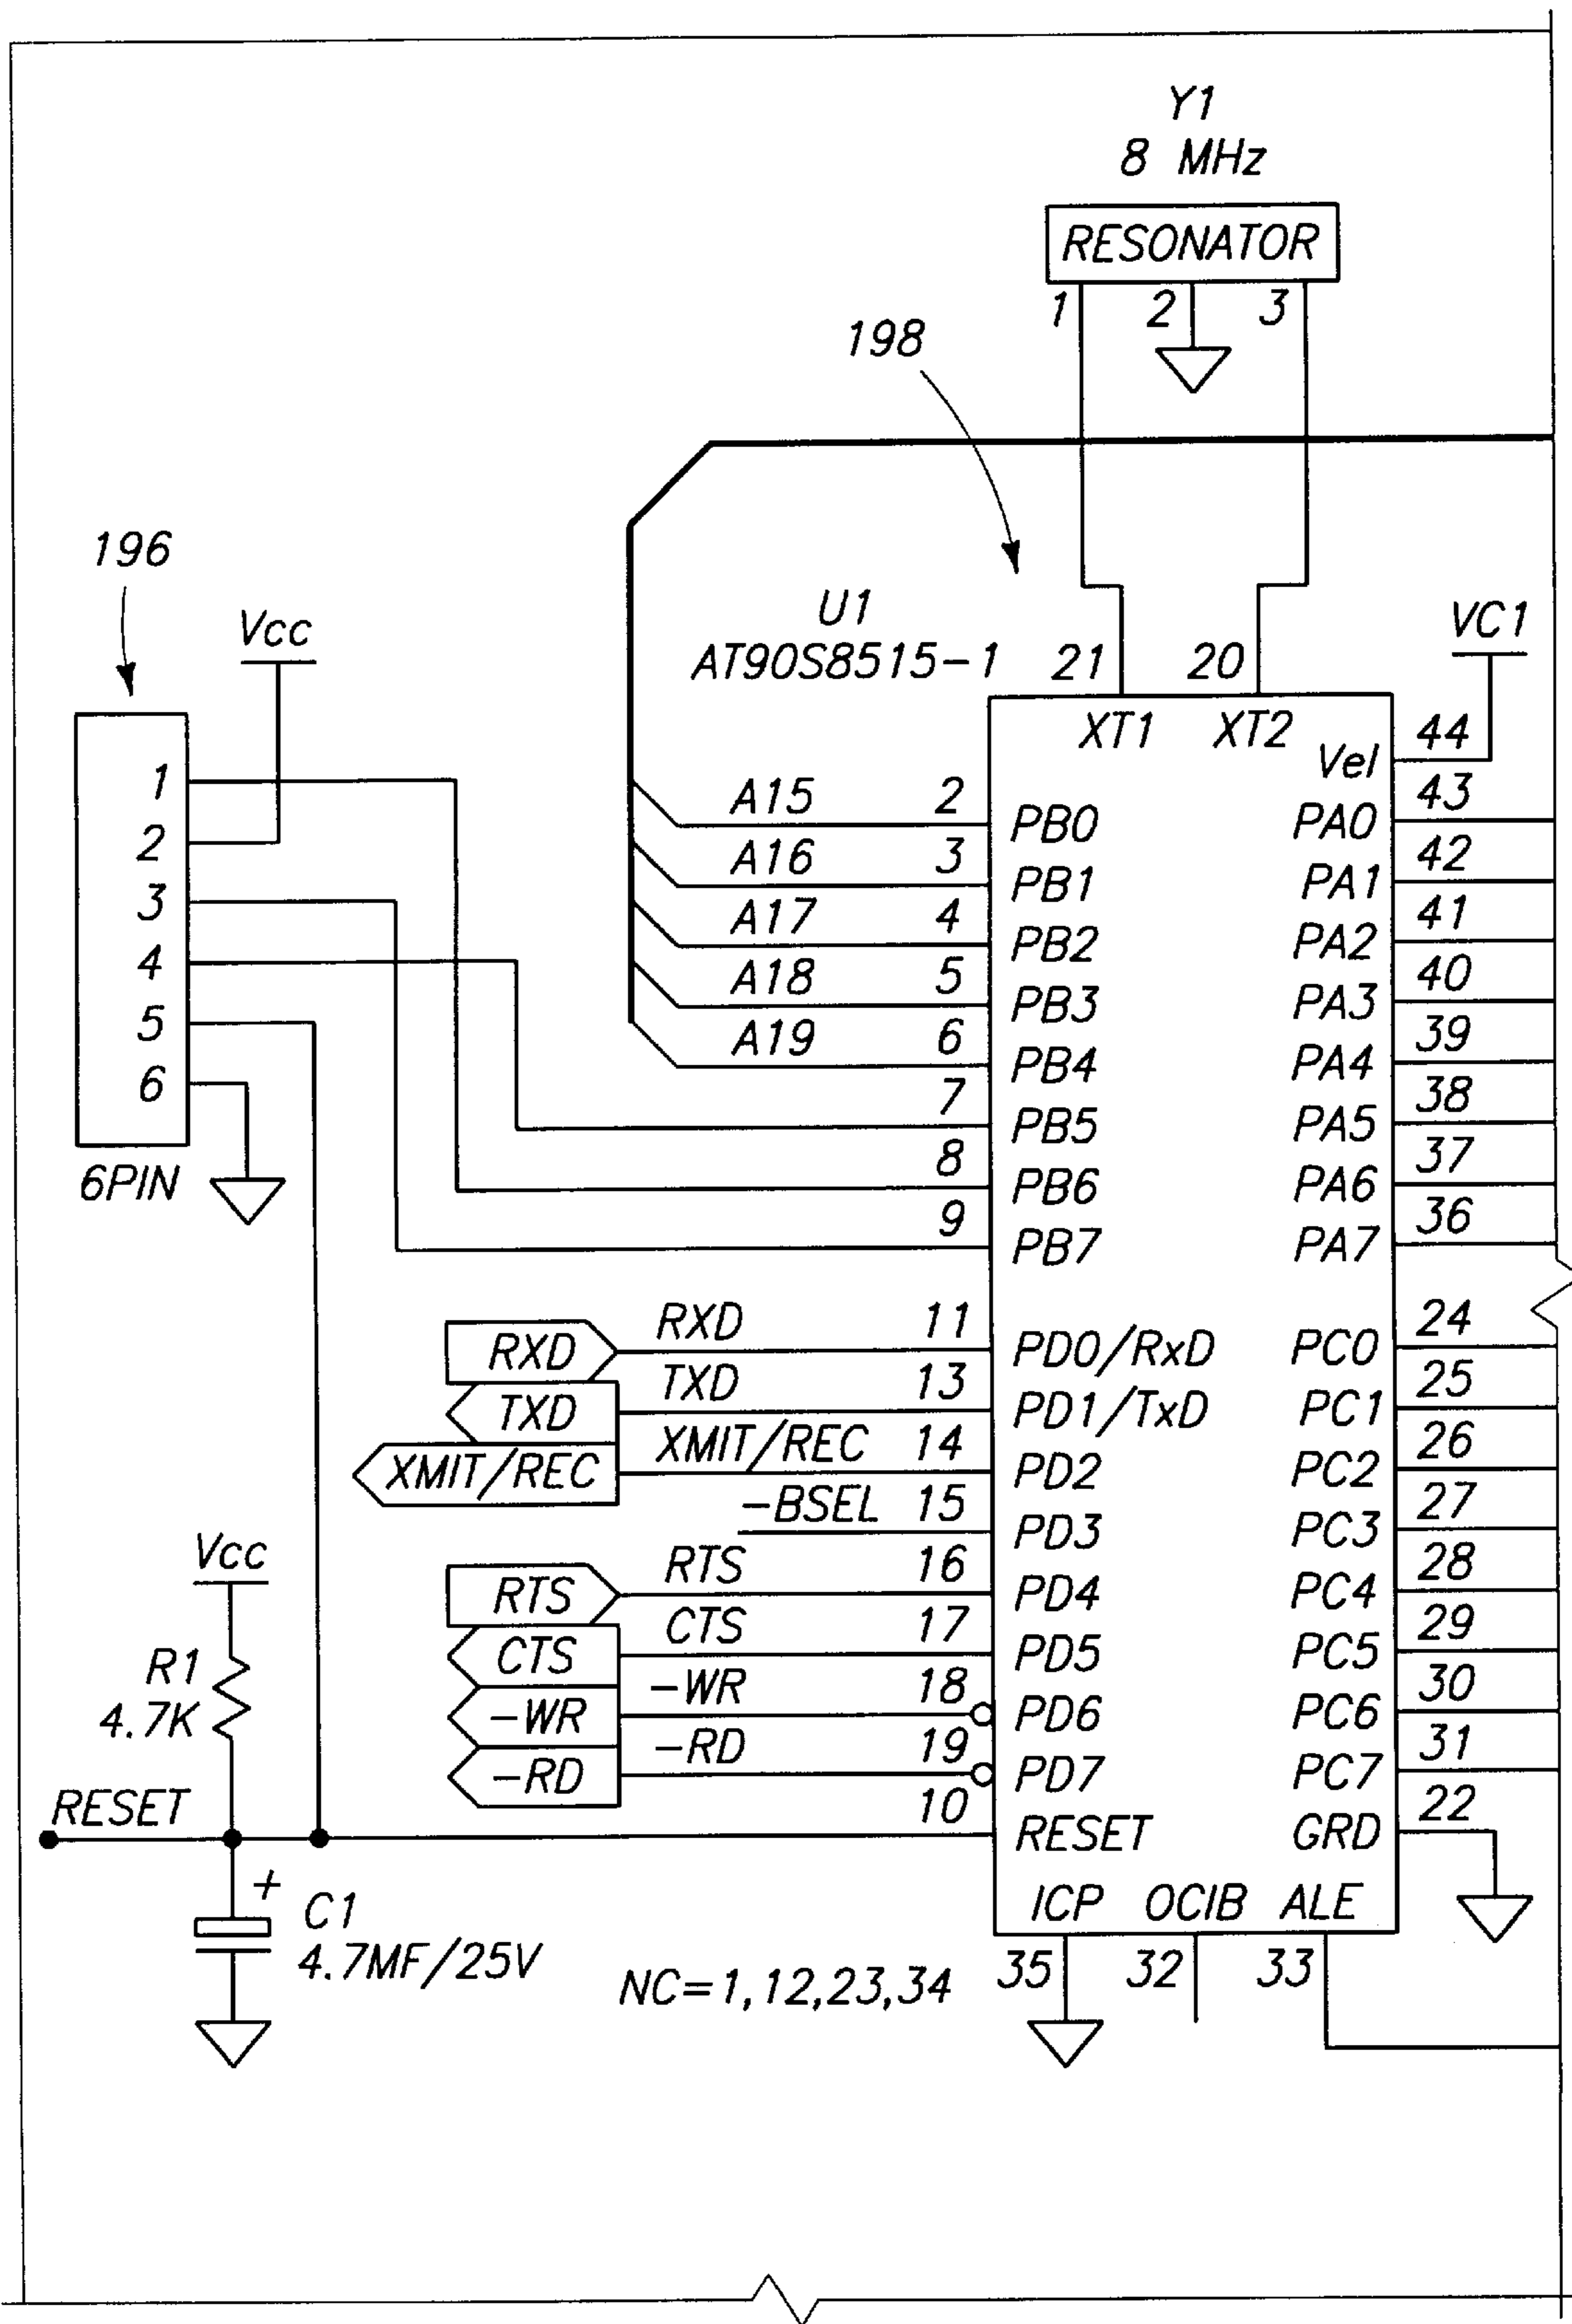 Y1
8 MHz
RESONATOR
1 2 3
198
196
Vcc
U1
AT90S8515-1
21 20
VC1
XT1 XT2
Vel 44
1
2
3
4
5
6
6PIN
A15 2 PB0
A16 3 PB1
A17 4 PB2
A18 5 PB3
A19 6 PB4
7 PB5
8 PB6
9 PB7
PA0 43
PA1 42
PA2 41
PA3 40
PA4 39
PA5 38
PA6 37
PA7 36
RXD RXD 11 PD0/RxD
TXD TXD 13 PD1/TxD
XMIT/REC XMIT/REC 14 PD2
-BSEL 15 PD3
RTS RTS 16 PD4
CTS CTS 17 PD5
-WR -WR 18 PD6
-RD -RD 19 PD7
10 RESET
PC0 24
PC1 25
PC2 26
PC3 27
PC4 28
PC5 29
PC6 30
PC7 31
GRD 22
Vcc
R1
4.7K
RESET
+
C1
4.7MF/25V
ICP OCIB ALE
35 32 33
NC=1,12,23,34